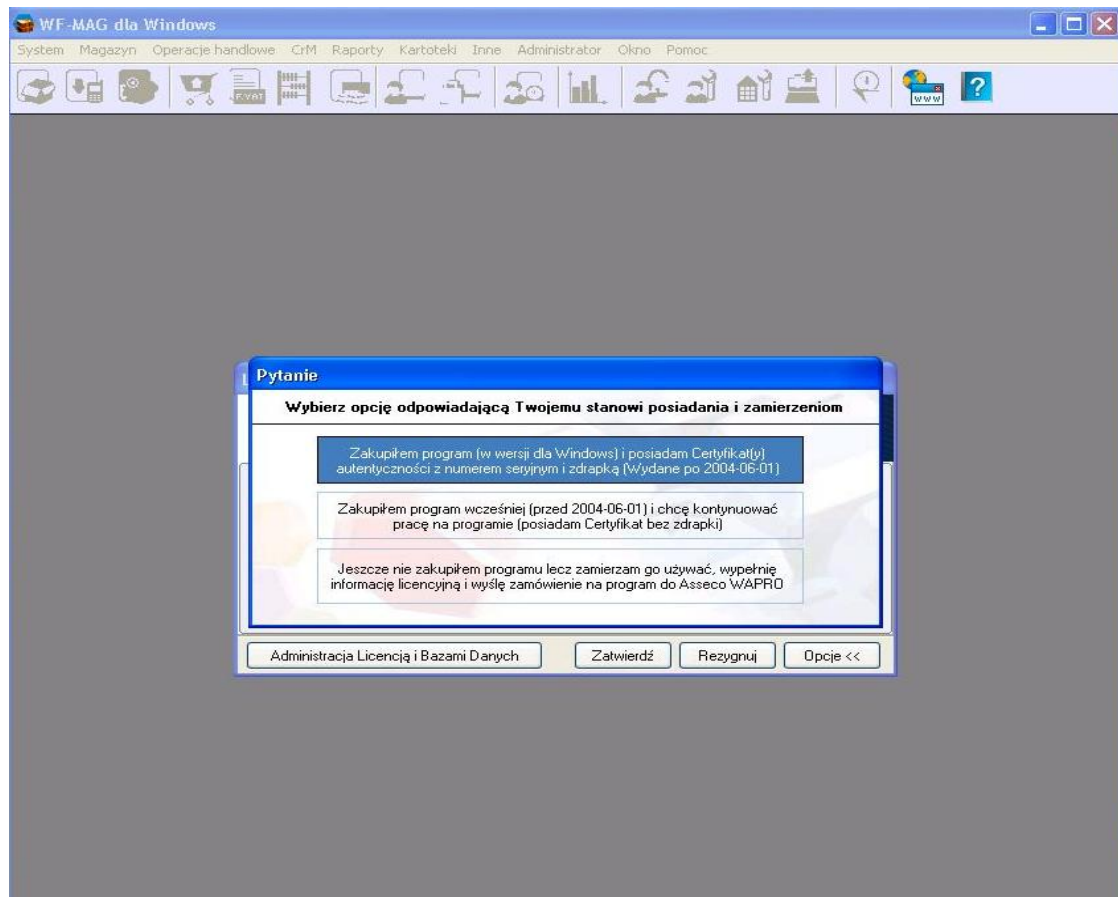 WF-MAG dla Windows
System Magazyn Operacje handlowe CrM Raporty Kartoteki Inne Administrator Okno Pomoc
F.VAT
WWW
?
Pytanie
Wybierz opcję odpowiadającą Twojemu stanowi posiadania i zamierzeniom
Zakupiłem program (w wersji dla Windows) i posiadam Certyfikat(y)
autentyczności z numerem seryjnym i zdrapką (Wydane po 2004-06-01)
Zakupiłem program wcześniej (przed 2004-06-01) i chcę kontynuować
pracę na programie (posiadam Certyfikat bez zdrapki)
Jeszcze nie zakupiłem programu lecz zamierzam go używać, wypełnię
informację licencyjną i wyślę zamówienie na program do Asseco WAPRO
Administracja Licencją i Bazami Danych Zatwierdź Rezygnuj Opcje <<